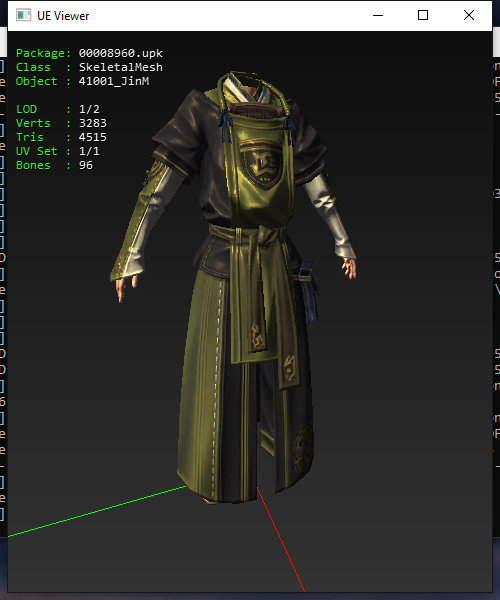 UE Viewer
Package: 00008960.upk
Class : SkeletalMesh
Object : 41001_JinM
LOD : 1/2
Verts : 3283
Tris : 4515
UV Set : 1/1
Bones : 96